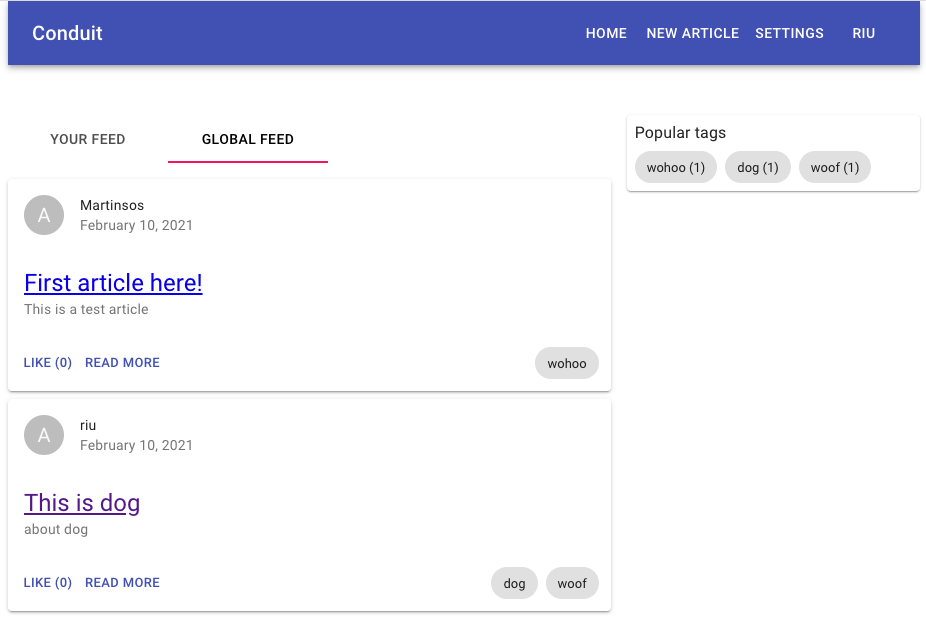 Conduit
HOME NEW ARTICLE SETTINGS RIU
YOUR FEED GLOBAL FEED
Popular tags
wohoo (1) dog (1) woof (1)
A
Martinsos
February 10, 2021
First article here!
This is a test article
LIKE (0) READ MORE wohoo
A
riu
February 10, 2021
This is dog
about dog
LIKE (0) READ MORE dog woof